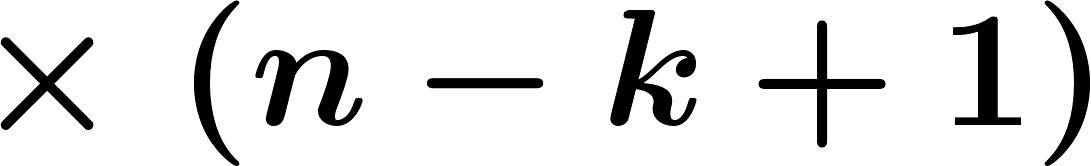 × (n − k + 1)